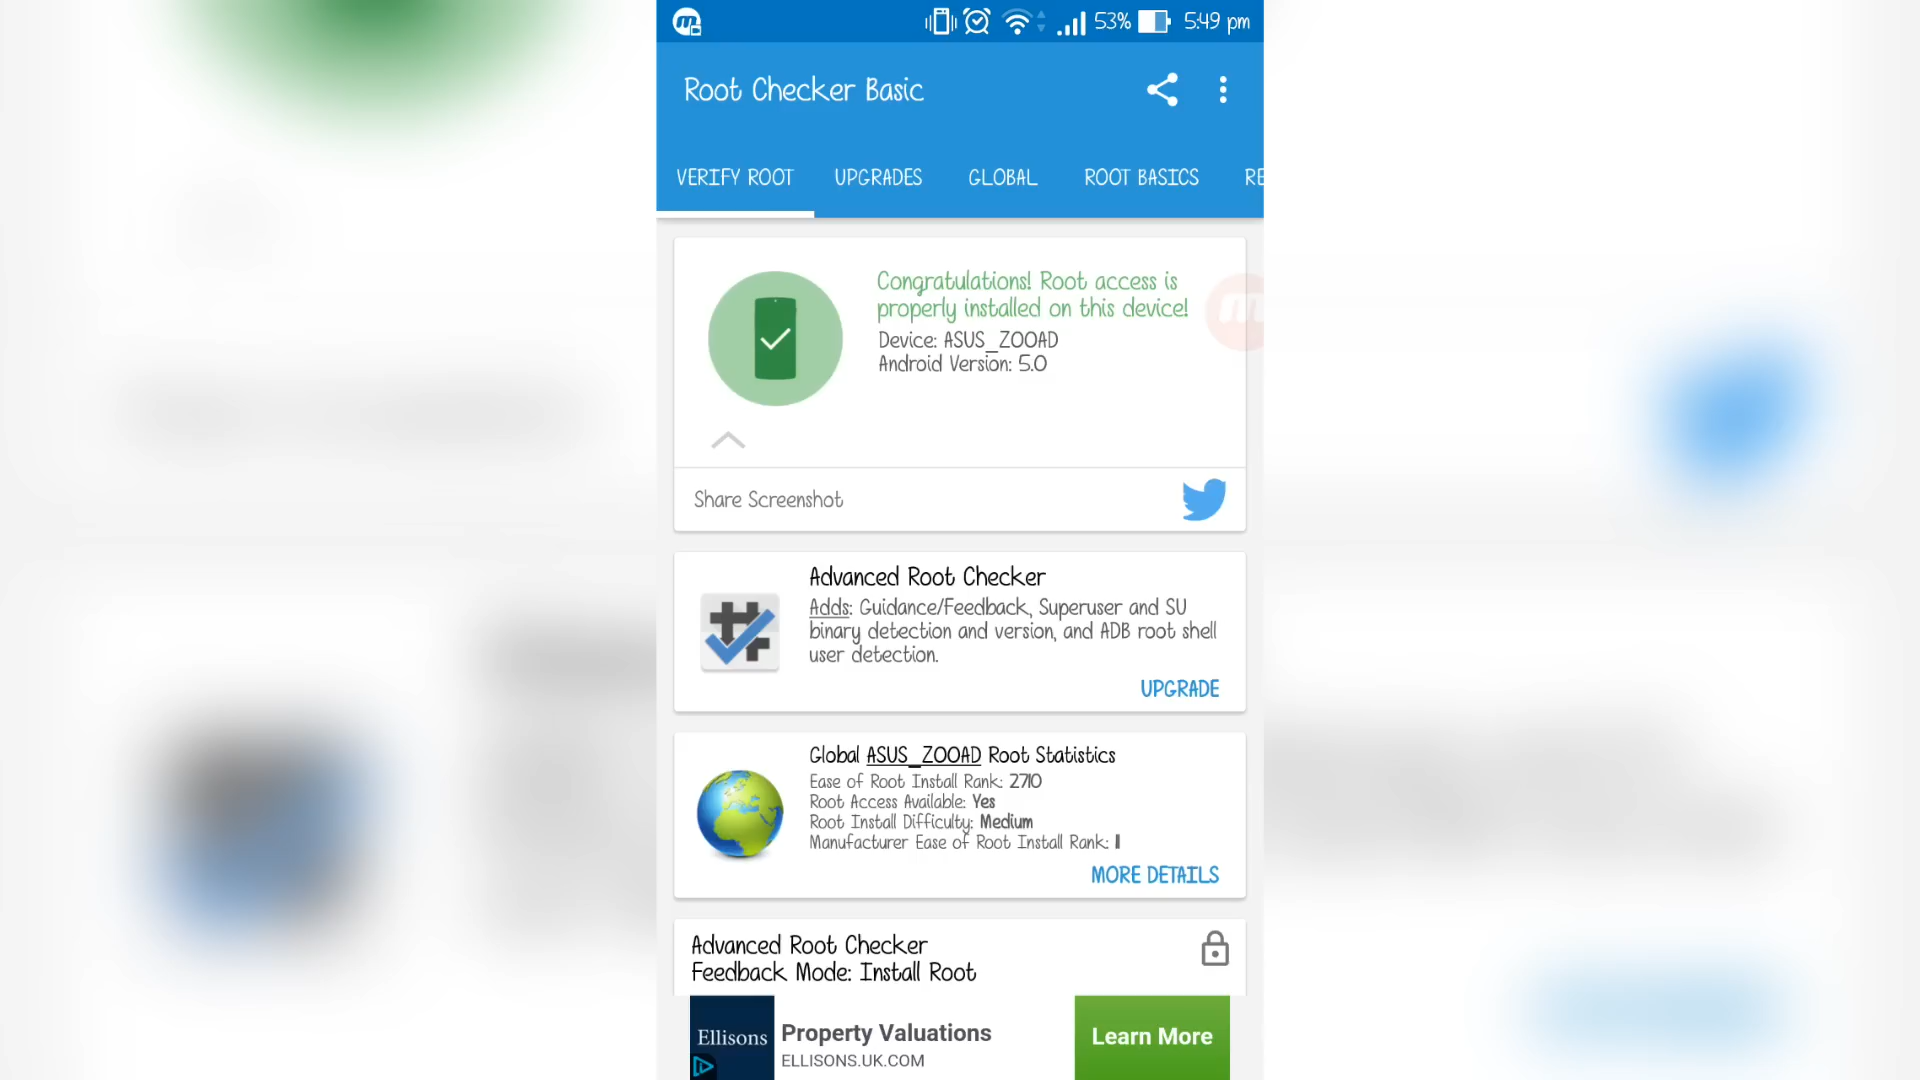 53% 5:49 pm
Root Checker Basic
VERIFY ROOT UPGRADES GLOBAL ROOT BASICS RE
Congratulations! Root access is
properly installed on this device!
Device: ASUS_Z00AD
Android Version: 5.0
Share Screenshot
Advanced Root Checker
Adds: Guidance/Feedback, Superuser and SU
binary detection and version, and ADB root shell
user detection.
UPGRADE
Global ASUS_Z00AD Root Statistics
Ease of Root Install Rank: 2710
Root Access Available: Yes
Root Install Difficulty: Medium
Manufacturer Ease of Root Install Rank: 11
MORE DETAILS
Advanced Root Checker
Feedback Mode: Install Root
Ellisons
Property Valuations
ELLISONS.UK.COM
Learn More